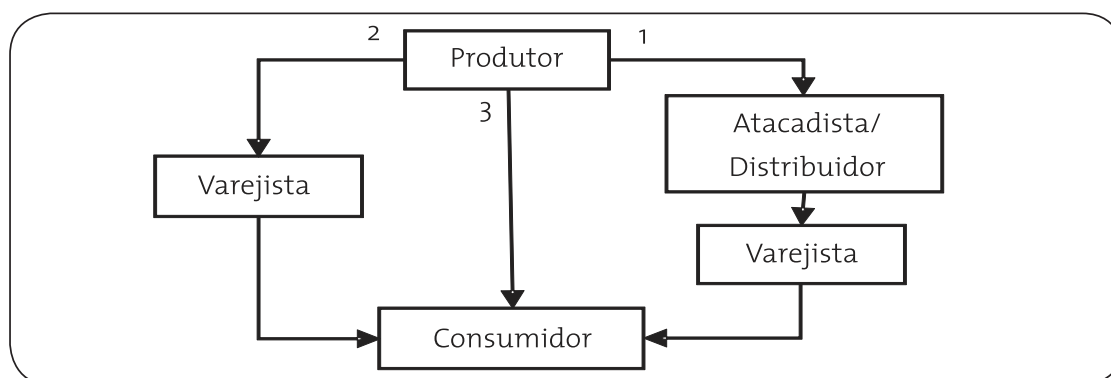 2
Produtor
1
3
Atacadista/
Distribuidor
Varejista
Varejista
Consumidor